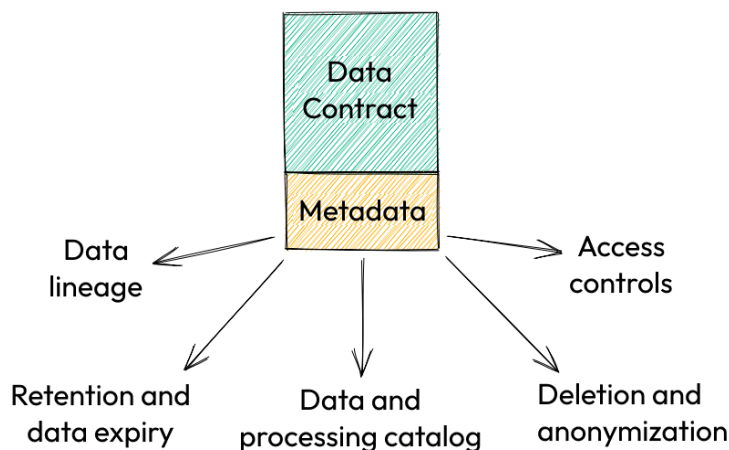 Data
Contract
Metadata
Data
lineage
Access
controls
Retention and
data expiry
Data and
processing catalog
Deletion and
anonymization